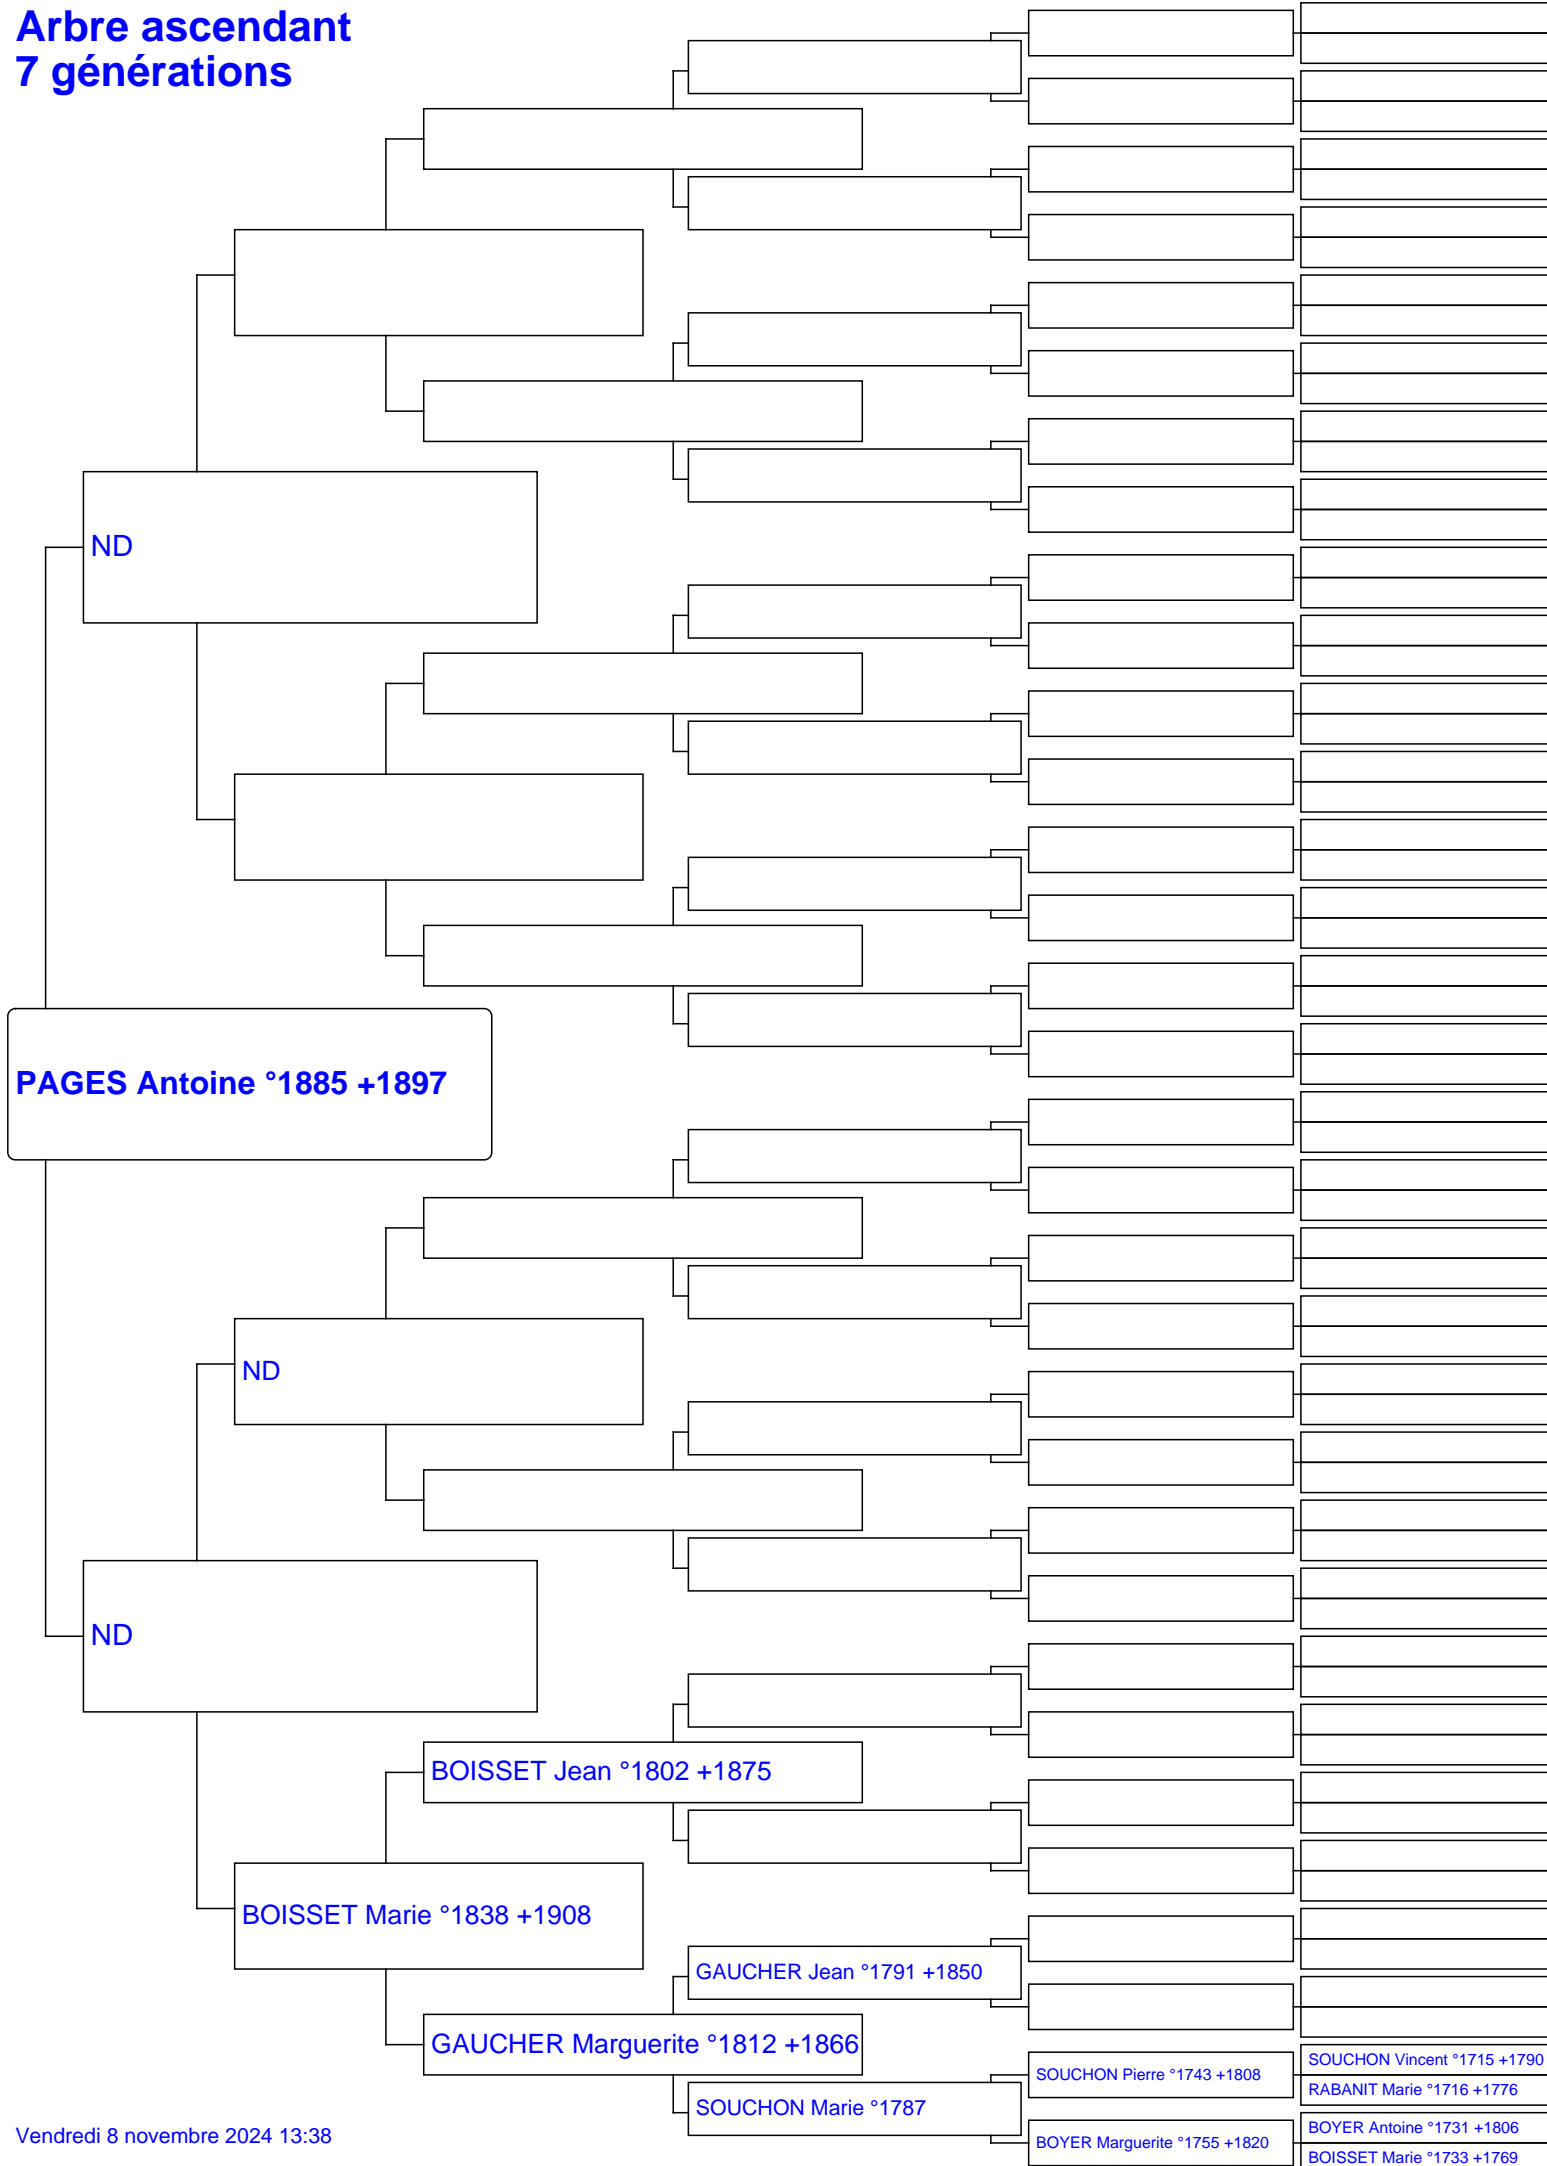 Arbre ascendant
7 générations
ND
PAGES Antoine °1885 +1897
ND
ND
BOISSET Jean °1802 +1875
BOISSET Marie °1838 +1908
GAUCHER Jean °1791 +1850
GAUCHER Marguerite °1812 +1866
SOUCHON Vincent °1715 +1790
SOUCHON Pierre °1743 +1808
RABANIT Marie °1716 +1776
SOUCHON Marie °1787
BOYER Antoine °1731 +1806
BOYER Marguerite °1755 +1820
BOISSET Marie °1733 +1769
Vendredi 8 novembre 2024 13:38